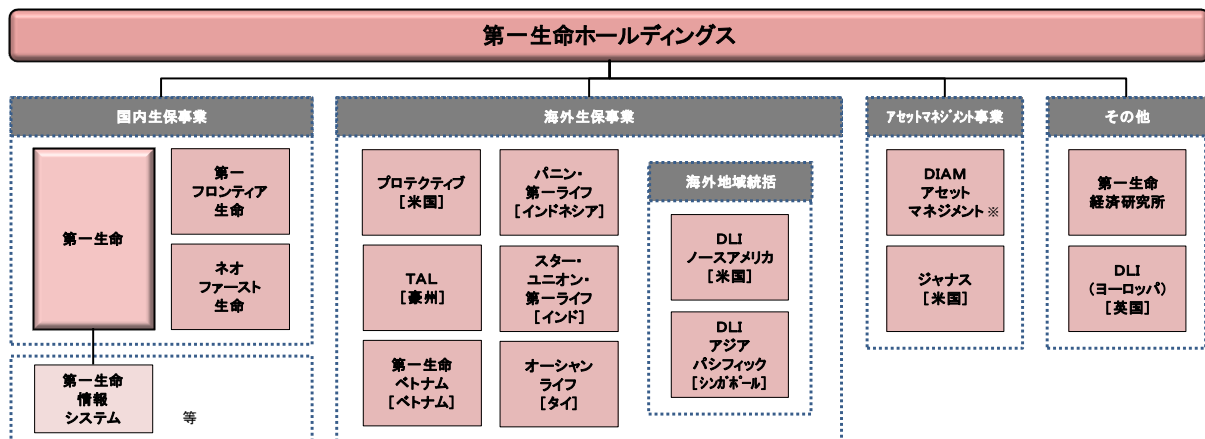 第一生命ホールディングス
国内生保事業
第一生命
第一
フロンティア
生命
ネオ
ファースト
生命
第一生命
情報
システム
等
海外生保事業
プロテクティブ
[米国]
パニン・
第一ライフ
[インドネシア]
TAL
[豪州]
スター・
ユニオン・
第一ライフ
[インド]
第一生命
ベトナム
[ベトナム]
オーシャン
ライフ
[タイ]
海外地域統括
DLI
ノースアメリカ
[米国]
DLI
アジア
パシフィック
[シンガポール]
アセットマネジメント事業
DIAM
アセット
マネジメント ※
ジャナス
[米国]
その他
第一生命
経済研究所
DLI
(ヨーロッパ)
[英国]